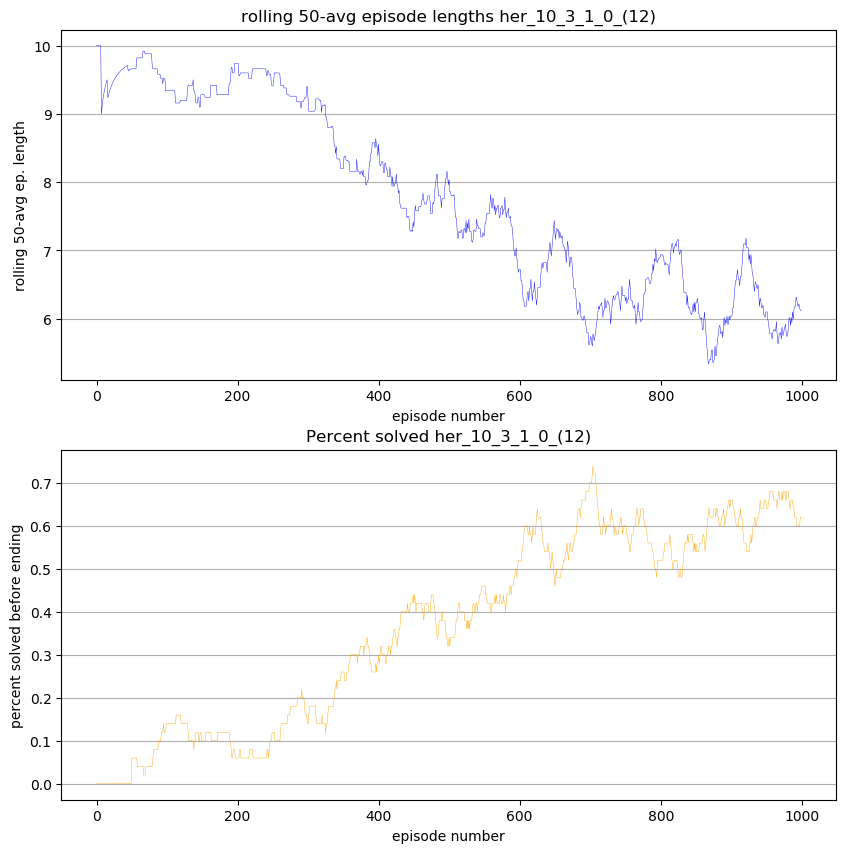 rolling 50-avg episode lengths her_10_3_1_0_(12)
rolling 50-avg ep. length
10
9
8
7
6
0 200 400 600 800 1000
episode number
Percent solved her_10_3_1_0_(12)
percent solved before ending
0.7
0.6
0.5
0.4
0.3
0.2
0.1
0.0
0 200 400 600 800 1000
episode number